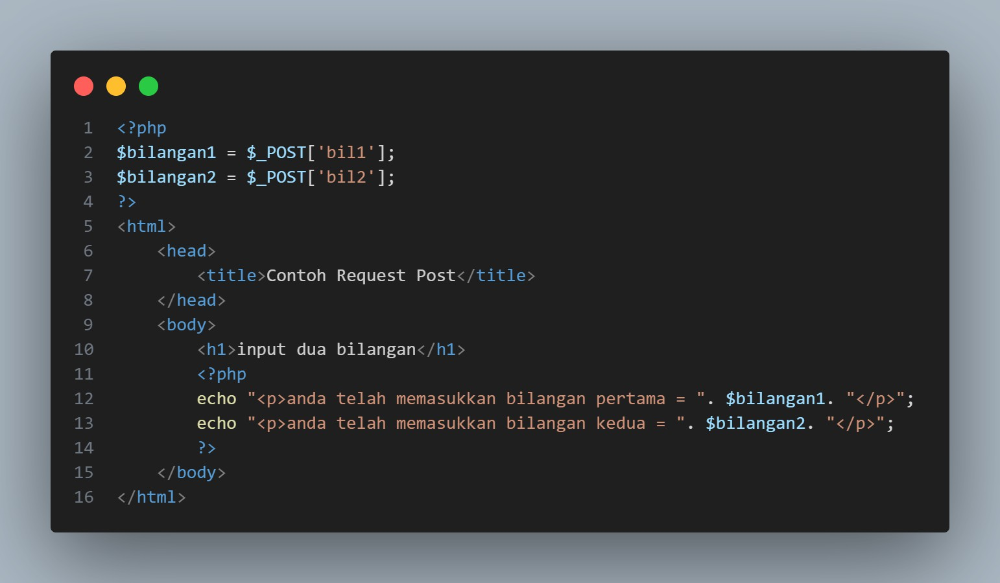 1 <?php
2 $bilangan1 = $_POST['bil1'];
3 $bilangan2 = $_POST['bil2'];
4 ?>
5 <html>
6     <head>
7         <title>Contoh Request Post</title>
8     </head>
9     <body>
10         <h1>input dua bilangan</h1>
11         <?php
12         echo "<p>anda telah memasukkan bilangan pertama = ". $bilangan1. "</p>";
13         echo "<p>anda telah memasukkan bilangan kedua = ". $bilangan2. "</p>";
14         ?>
15     </body>
16 </html>